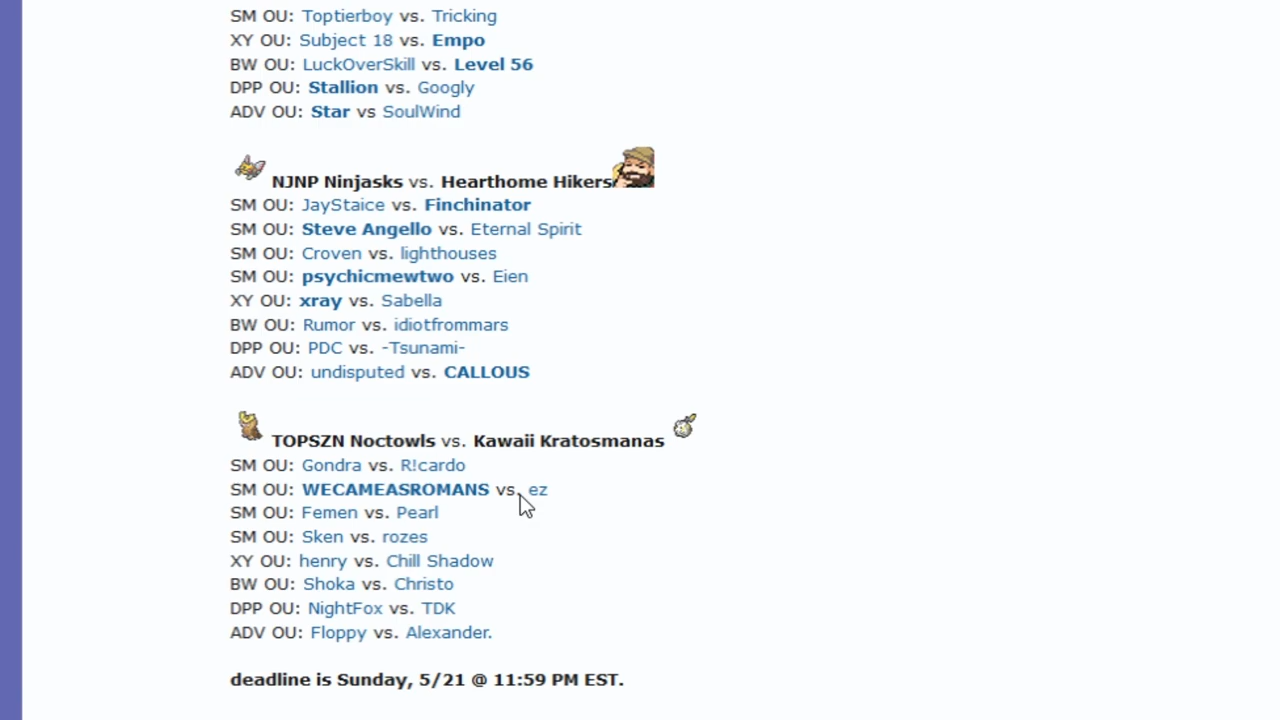 SM OU: Toptierboy vs. Tricking
XY OU: Subject 18 vs. Empo
BW OU: LuckOverSkill vs. Level 56
DPP OU: Stallion vs. Googly
ADV OU: Star vs SoulWind
NJNP Ninjasks vs. Hearthome Hikers
SM OU: JayStaice vs. Finchinator
SM OU: Steve Angello vs. Eternal Spirit
SM OU: Croven vs. lighthouses
SM OU: psychicmewtwo vs. Eien
XY OU: xray vs. Sabella
BW OU: Rumor vs. idiotfrommars
DPP OU: PDC vs. -Tsunami-
ADV OU: undisputed vs. CALLOUS
TOPSZN Noctowls vs. Kawaii Kratosmanas
SM OU: Gondra vs. R!cardo
SM OU: WECAMEASROMANS vs. ez
SM OU: Femen vs. Pearl
SM OU: Sken vs. rozes
XY OU: henry vs. Chill Shadow
BW OU: Shoka vs. Christo
DPP OU: NightFox vs. TDK
ADV OU: Floppy vs. Alexander.
deadline is Sunday, 5/21 @ 11:59 PM EST.